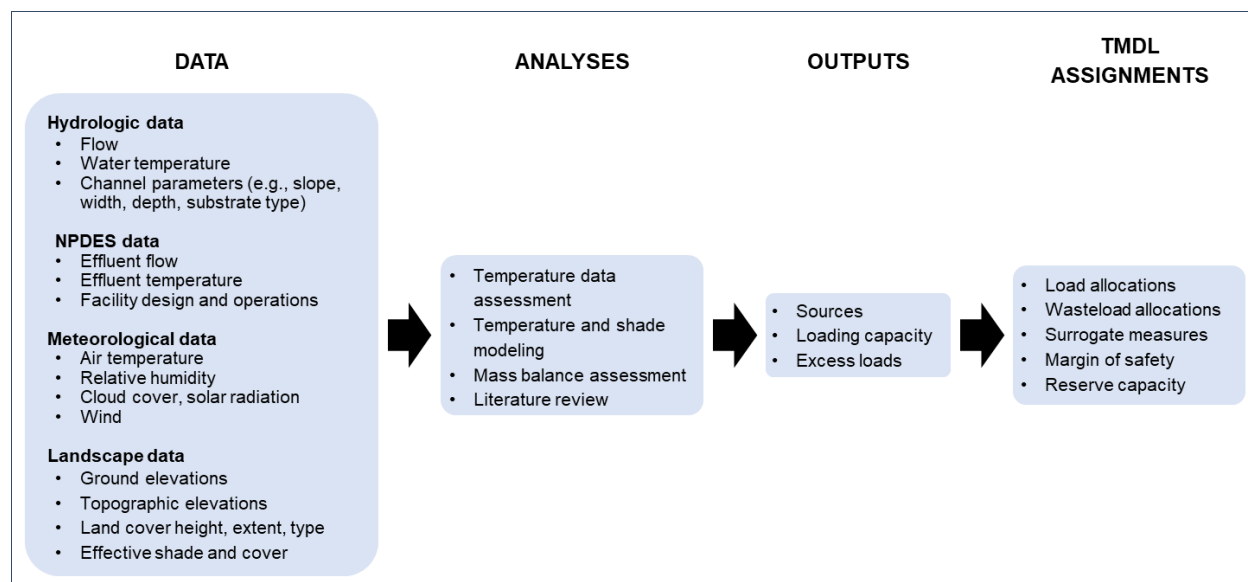 DATA
Hydrologic data
• Flow
• Water temperature
• Channel parameters (e.g., slope,
width, depth, substrate type)
NPDES data
• Effluent flow
• Effluent temperature
• Facility design and operations
Meteorological data
• Air temperature
• Relative humidity
• Cloud cover, solar radiation
• Wind
Landscape data
• Ground elevations
• Topographic elevations
• Land cover height, extent, type
• Effective shade and cover
ANALYSES
• Temperature data
assessment
• Temperature and shade
modeling
• Mass balance assessment
• Literature review
OUTPUTS
• Sources
• Loading capacity
• Excess loads
TMDL
ASSIGNMENTS
• Load allocations
• Wasteload allocations
• Surrogate measures
• Margin of safety
• Reserve capacity